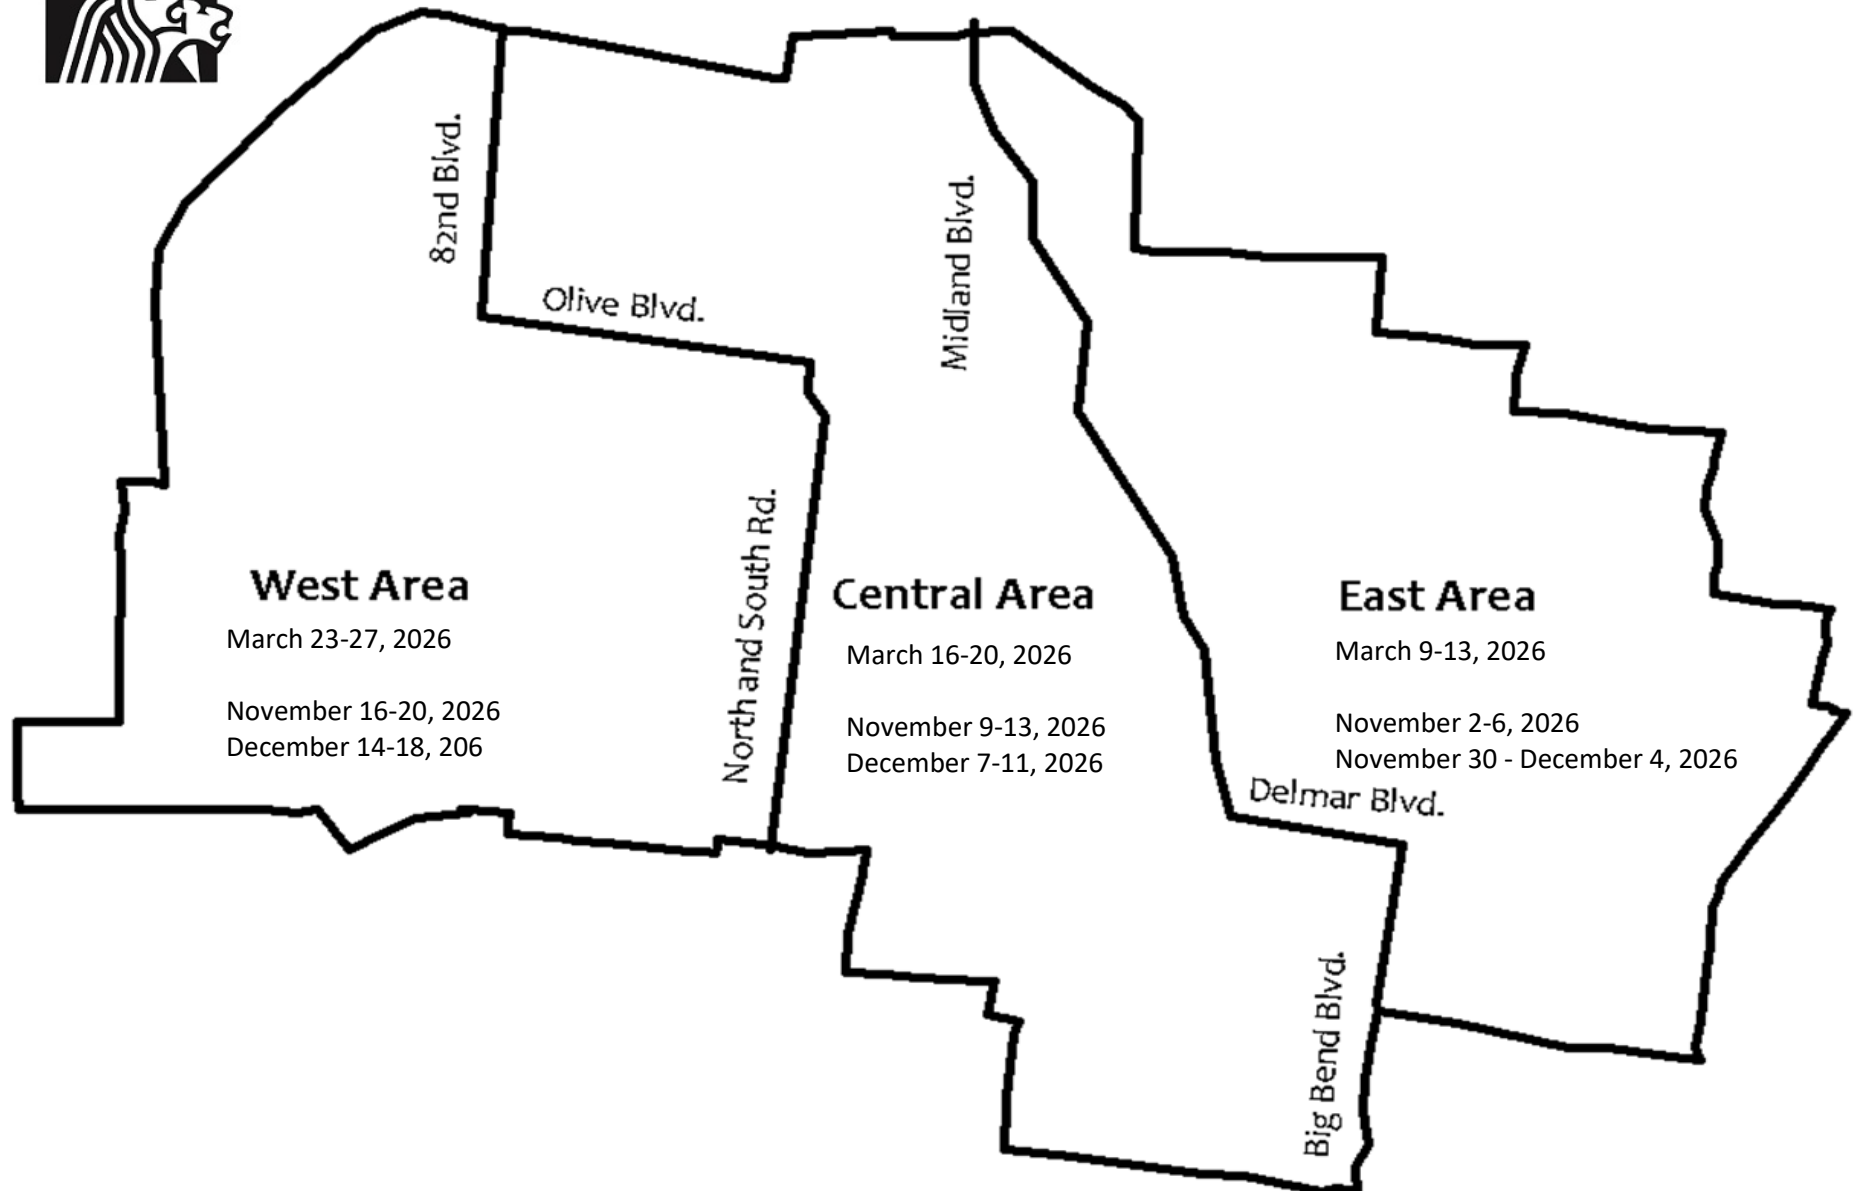 82nd Blvd.
Olive Blvd.
Midland Blvd.
North and South Rd.
West Area
March 23-27, 2026
November 16-20, 2026
December 14-18, 206
Central Area
March 16-20, 2026
November 9-13, 2026
December 7-11, 2026
East Area
March 9-13, 2026
November 2-6, 2026
November 30 - December 4, 2026
Delmar Blvd.
Big Bend Blvd.